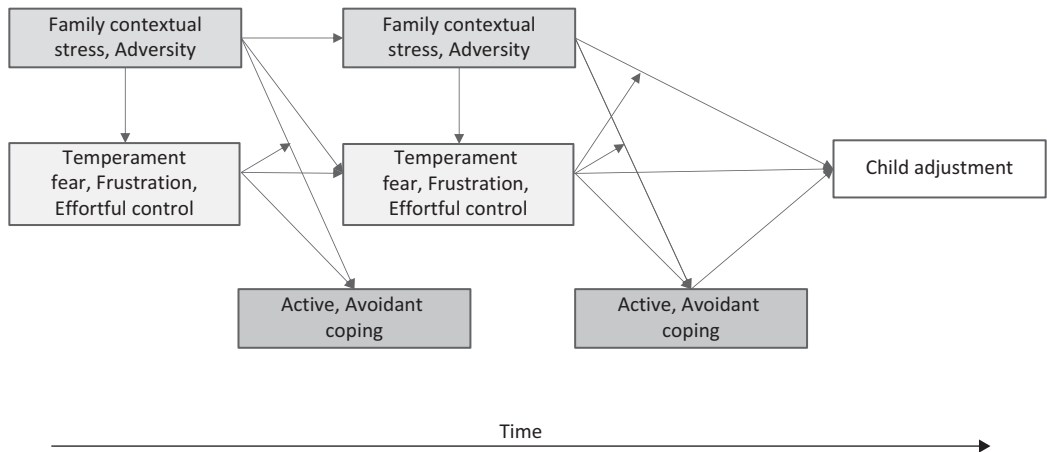 Family contextual
stress, Adversity
Family contextual
stress, Adversity
Temperament
fear, Frustration,
Effortful control
Temperament
fear, Frustration,
Effortful control
Child adjustment
Active, Avoidant
coping
Active, Avoidant
coping
Time